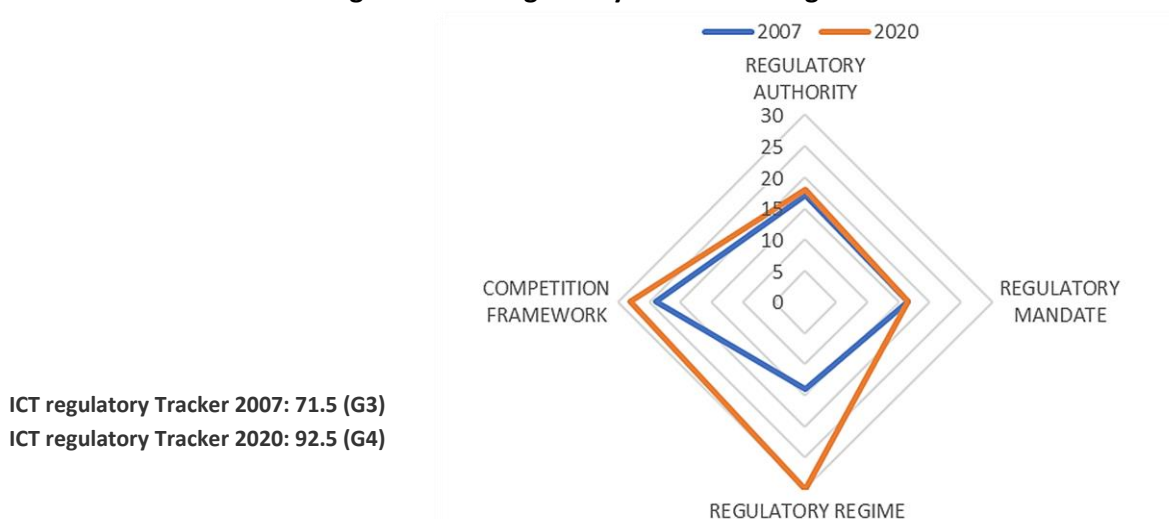 2007 2020
REGULATORY
AUTHORITY
30
25
20
15
10
5
0
COMPETITION
FRAMEWORK
REGULATORY
MANDATE
REGULATORY REGIME
ICT regulatory Tracker 2007: 71.5 (G3)
ICT regulatory Tracker 2020: 92.5 (G4)